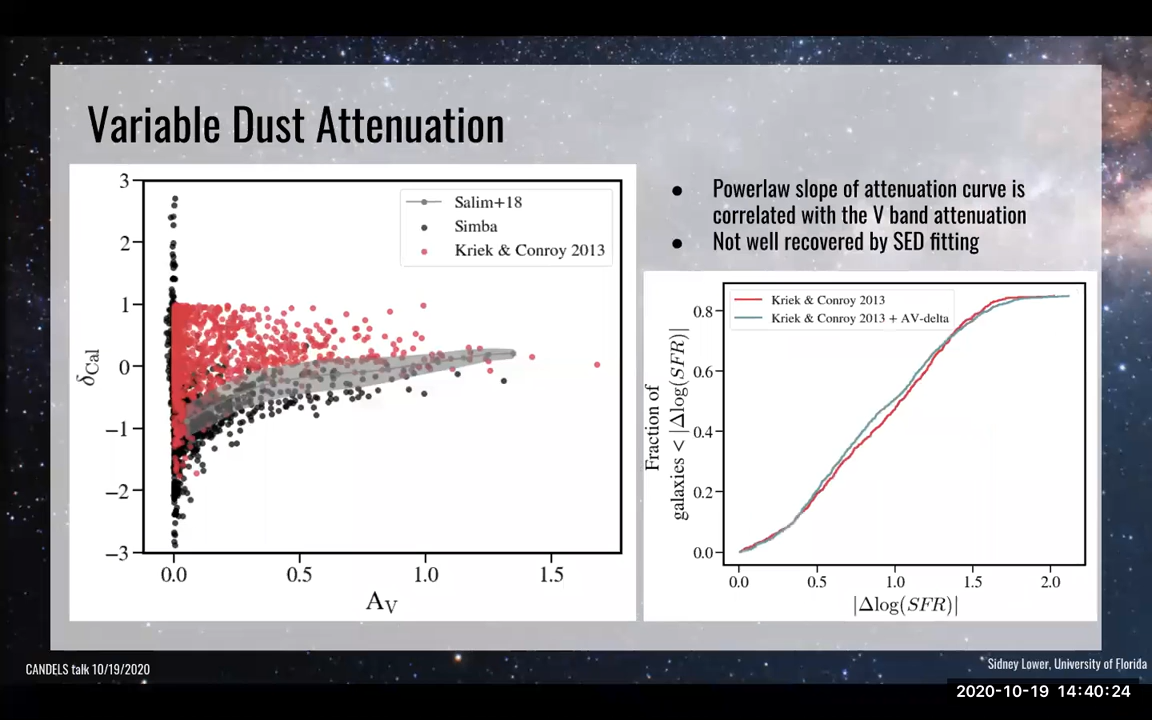 Variable Dust Attenuation
3
2
1
0
−1
−2
−3
δCal
0.0
0.5
1.0
1.5
AV
Salim+18
Simba
Kriek & Conroy 2013
● Powerlaw slope of attenuation curve is
correlated with the V band attenuation
● Not well recovered by SED fitting
Kriek & Conroy 2013
Kriek & Conroy 2013 + AV-delta
Fraction of
galaxies < |Δlog(SFR)|
0.8
0.6
0.4
0.2
0.0
0.0
0.5
1.0
1.5
2.0
|Δlog(SFR)|
CANDELS talk 10/19/2020
Sidney Lower, University of Florida
2020-10-19 14:40:24